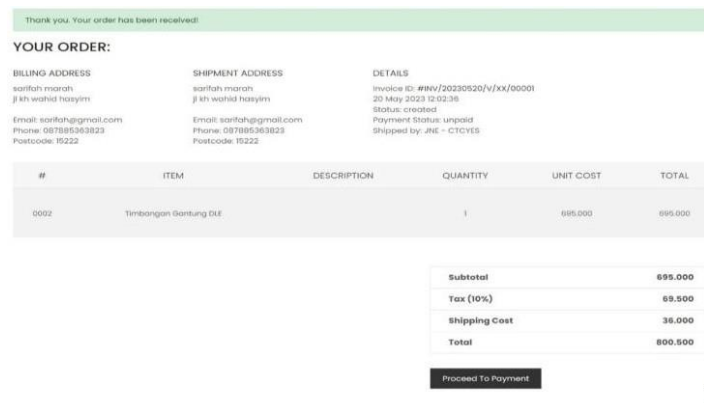 Thank you. Your order has been received!
YOUR ORDER:
BILLING ADDRESS
sarifah marah
jl kh wahid hasyim
Email: sarifah@gmail.com
Phone: 087885363823
Postcode: 15222
SHIPMENT ADDRESS
sarifah marah
jl kh wahid hasyim
Email: sarifah@gmail.com
Phone: 087885363823
Postcode: 15222
DETAILS
Invoice ID: #INV/20230520/V/XX/00001
20 May 2023 12:02:36
Status: created
Payment Status: unpaid
Shipped by: JNE - CTCYES
# ITEM DESCRIPTION QUANTITY UNIT COST TOTAL
0002 Timbangan Gantung DLE 1 695.000 695.000
Subtotal 695.000
Tax (10%) 69.500
Shipping Cost 36.000
Total 800.500
Proceed To Payment